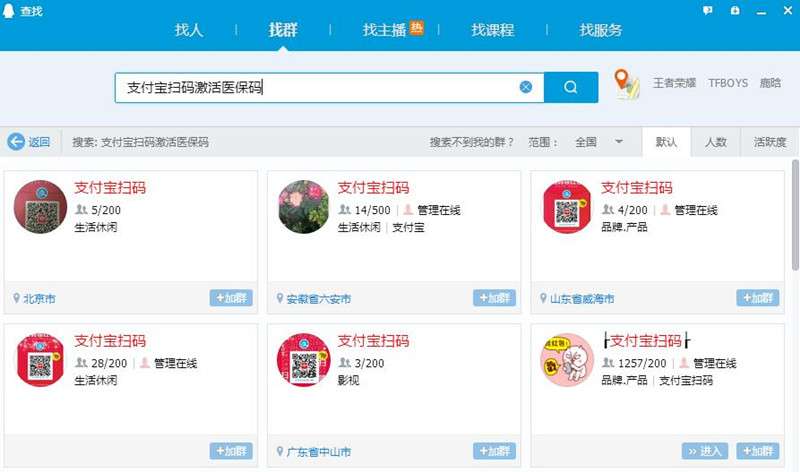 查找
找人 找群 找主播 热 找课程 找服务
支付宝扫码激活医保码
王者荣耀 TFBOYS 鹿晗
返回 搜索: 支付宝扫码激活医保码 搜索不到我的群? 范围: 全国 默认 人数 活跃度
支付宝扫码
5/200
生活休闲
北京市 +加群
支付宝扫码
14/500 管理在线
生活休闲 | 支付宝
安徽省六安市 +加群
支付宝扫码
4/200 管理在线
品牌.产品
山东省威海市 +加群
支付宝扫码
28/200 管理在线
生活休闲
+加群
支付宝扫码
3/200
影视
广东省中山市 +加群
├支付宝扫码├
1257/200 管理在线
品牌.产品 | 支付宝扫码
» 进入 +加群